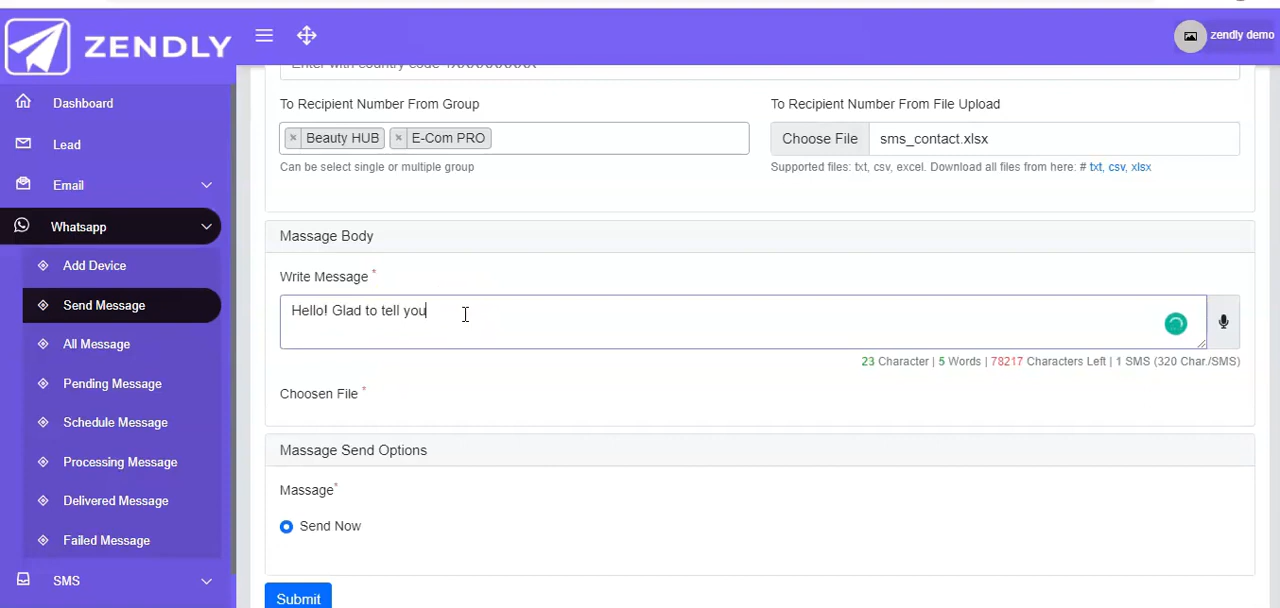 ZENDLY
zendly demo
Dashboard
Lead
Email
Whatsapp
Add Device
Send Message
All Message
Pending Message
Schedule Message
Processing Message
Delivered Message
Failed Message
SMS
Enter with country code
To Recipient Number From Group
× Beauty HUB × E-Com PRO
Can be select single or multiple group
To Recipient Number From File Upload
Choose File sms_contact.xlsx
Supported files: txt, csv, excel. Download all files from here: # txt, csv, xlsx
Massage Body
Write Message *
Hello! Glad to tell you
23 Character | 5 Words | 78217 Characters Left | 1 SMS (320 Char./SMS)
Choosen File *
Massage Send Options
Massage*
Send Now
Submit